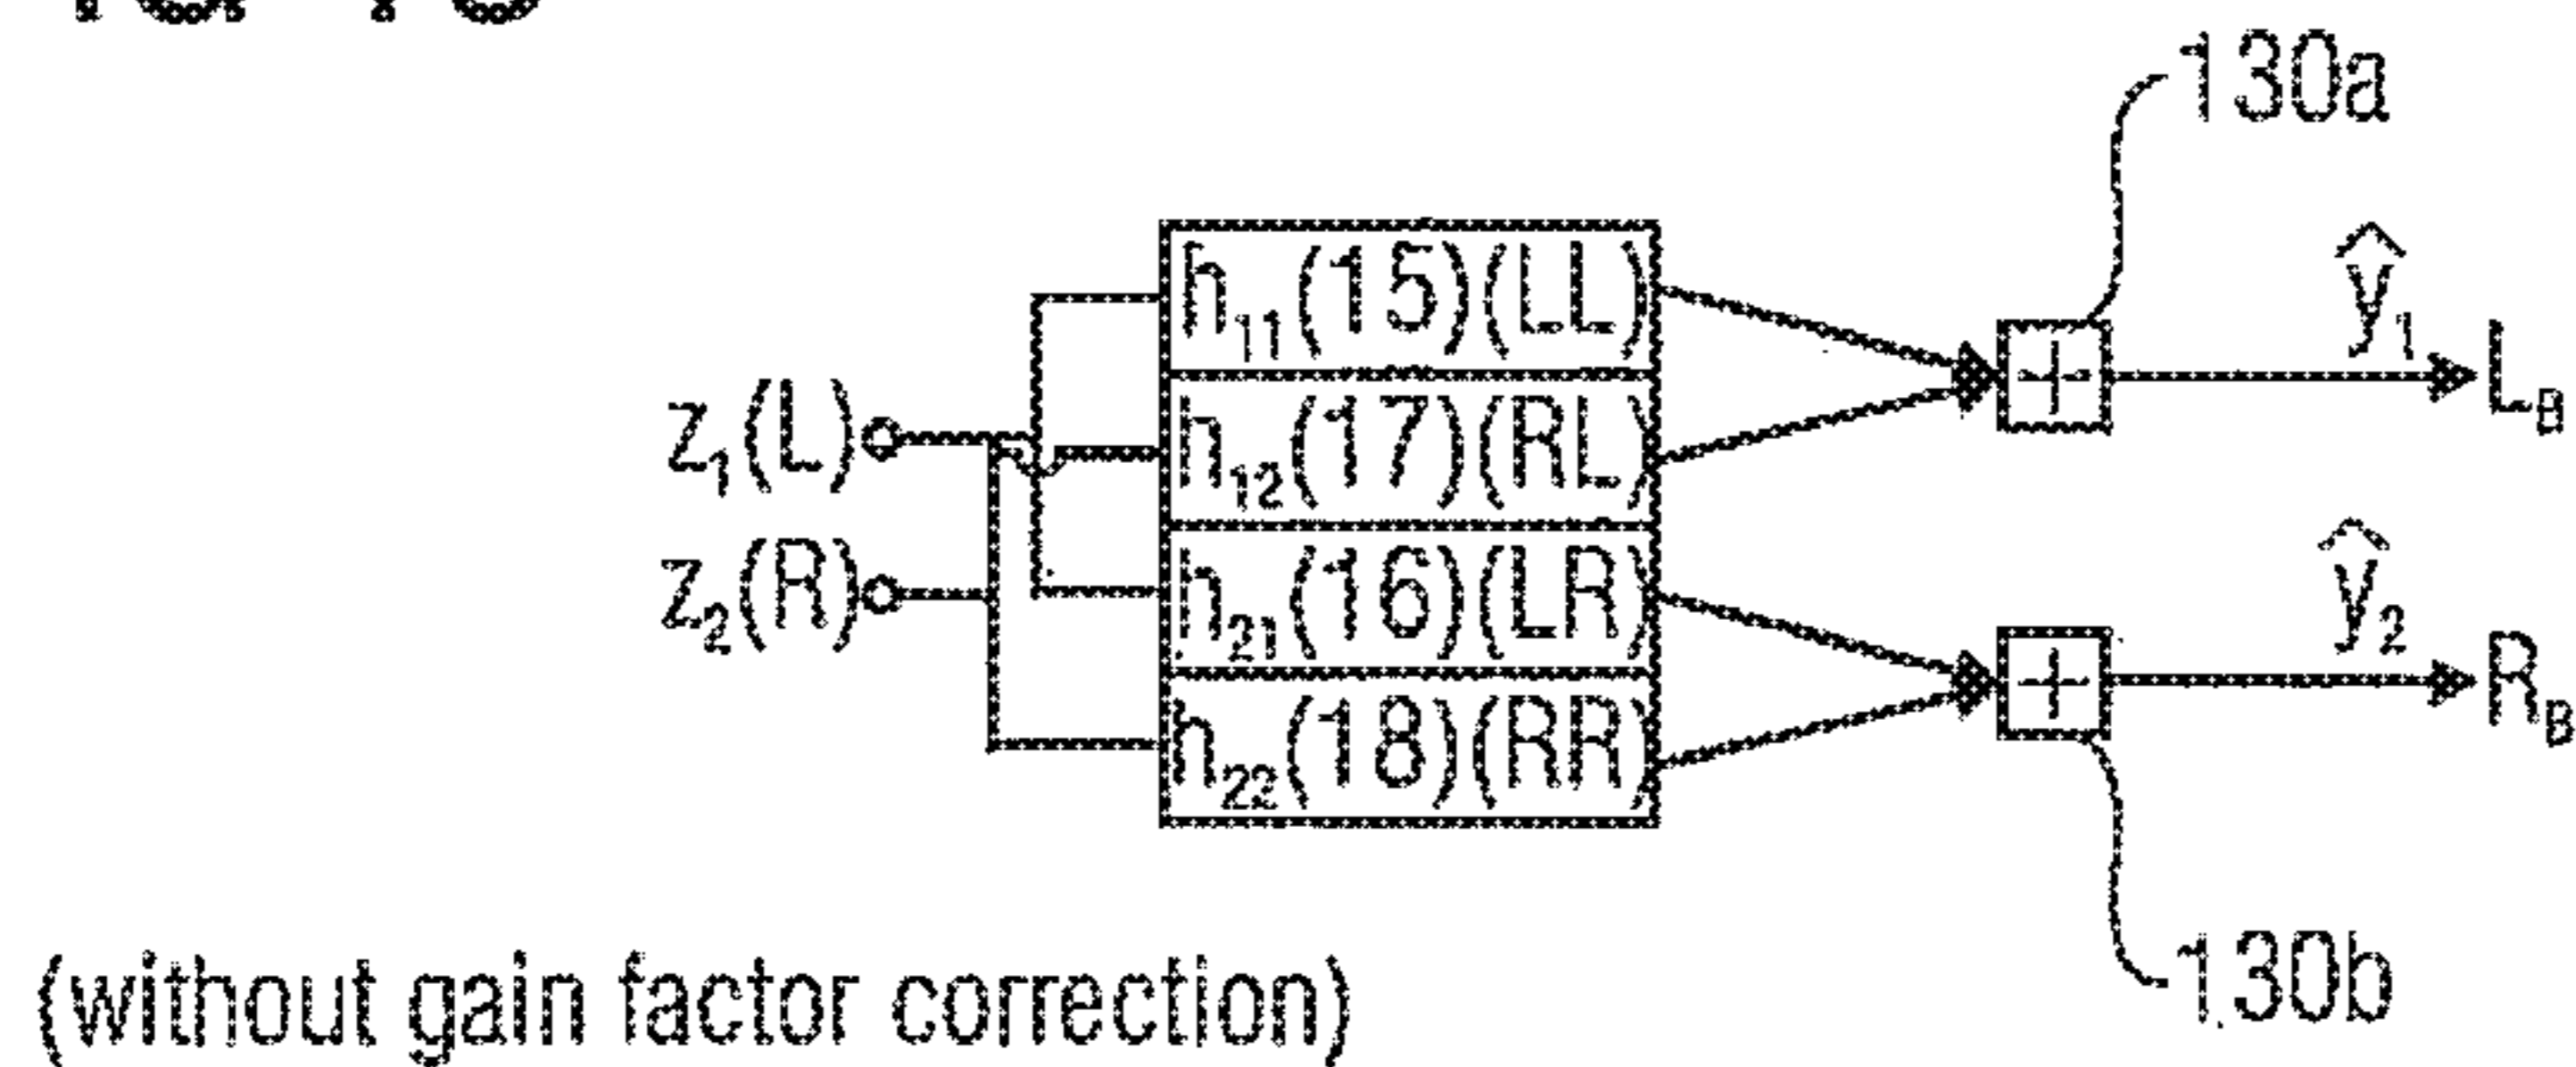 130a
h₁₁(15)(LL)
ŷ₁
L_B
z₁(L)
h₁₂(17)(RL)
z₂(R)
h₂₁(16)(LR)
ŷ₂
R_B
h₂₂(18)(RR)
130b
(without gain factor correction)